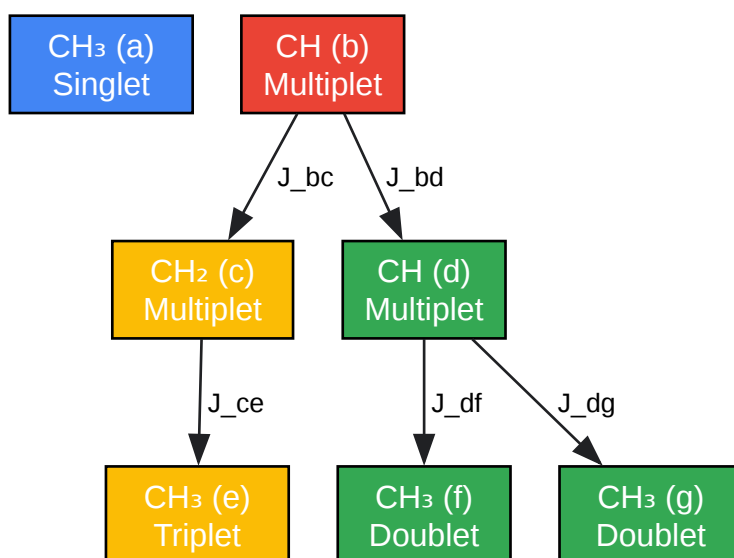 CH₃ (a)
Singlet
CH (b)
Multiplet
J_bc
J_bd
CH₂ (c)
Multiplet
CH (d)
Multiplet
J_ce
J_df
J_dg
CH₃ (e)
Triplet
CH₃ (f)
Doublet
CH₃ (g)
Doublet